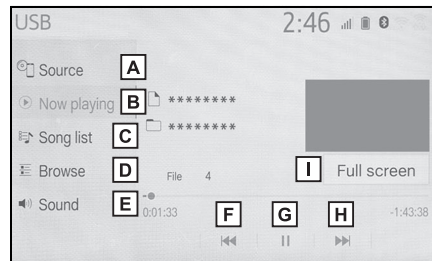 USB 2:46
Source A
Now playing B ********
Song list C ********
Browse D
File 4
I Full screen
Sound E
0:01:33 F G H -1:43:38